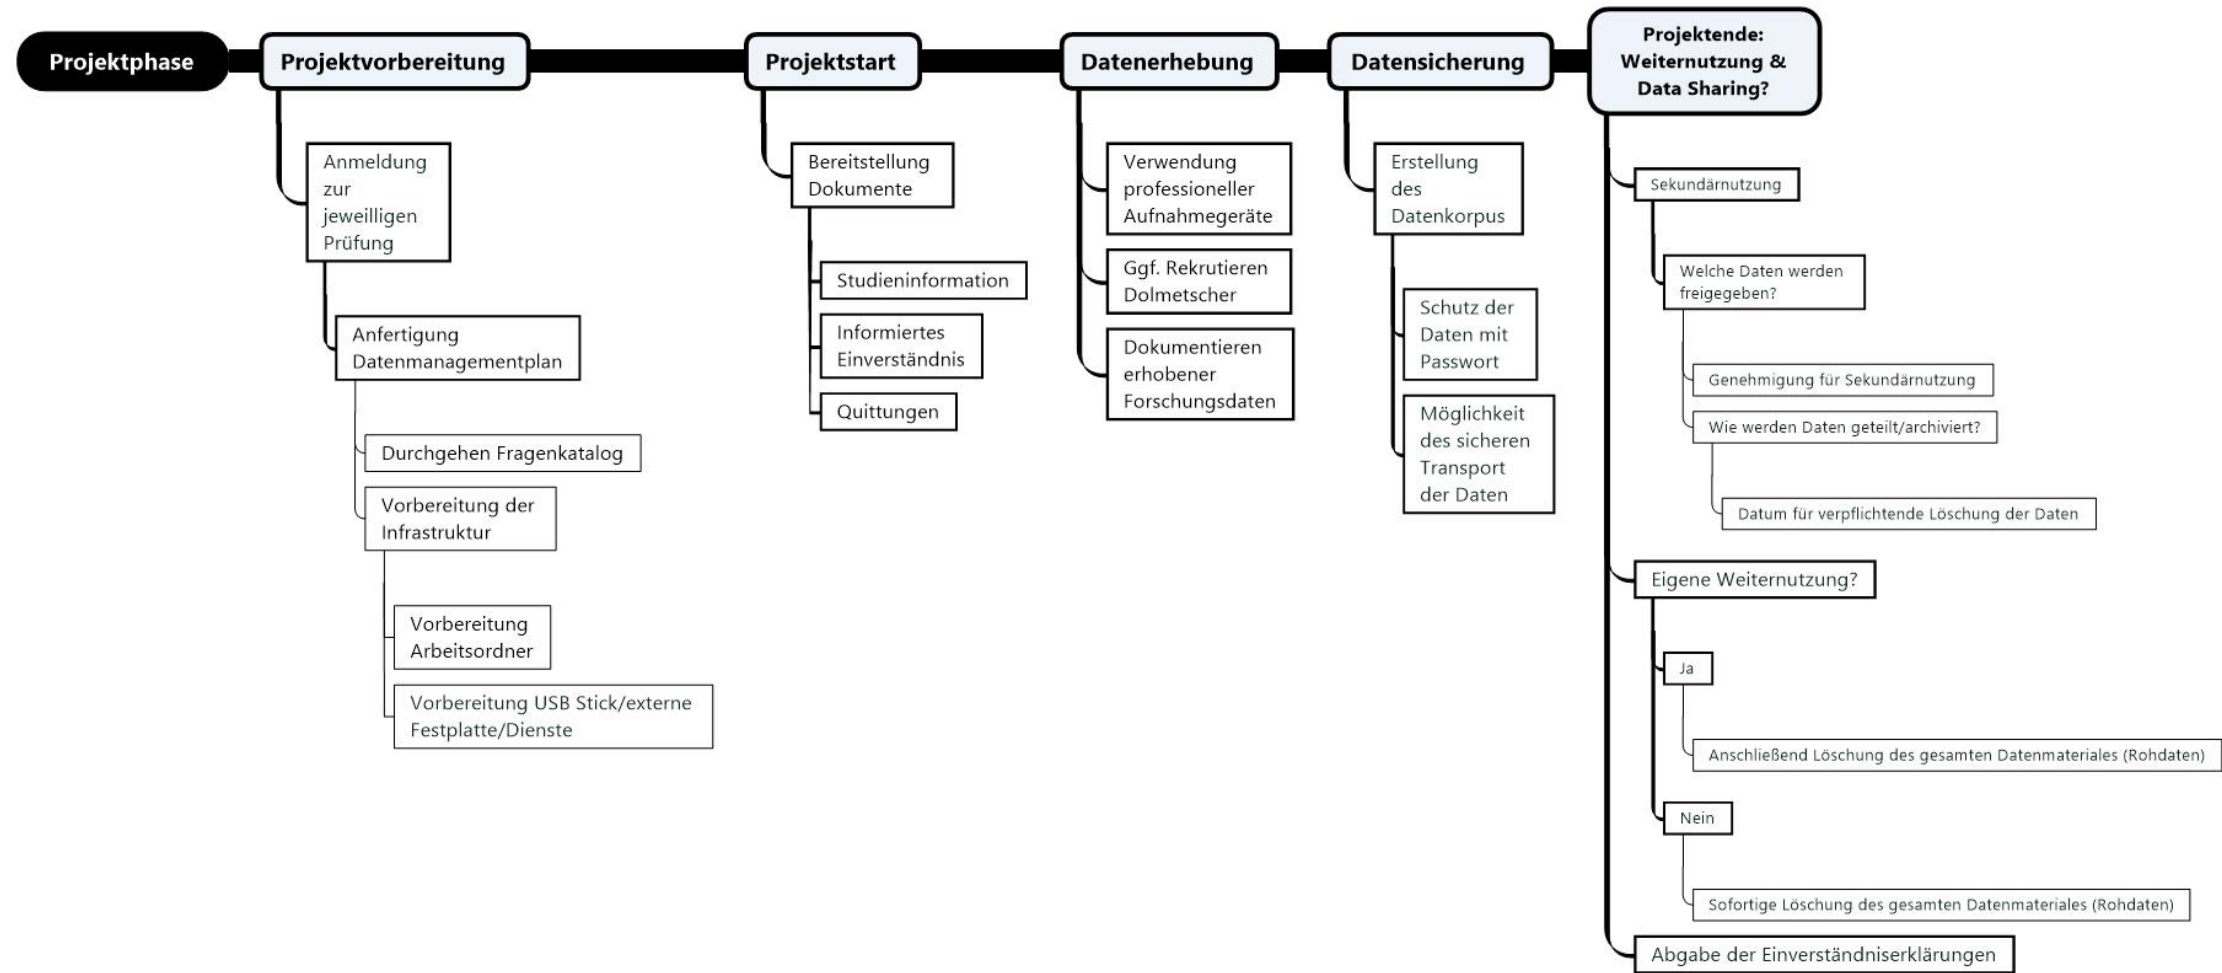 Projektphase
Projektvorbereitung
Anmeldung
zur
jeweilligen
Prüfung
Anfertigung
Datenmanagementplan
Durchgehen Fragenkatalog
Vorbereitung der
Infrastruktur
Vorbereitung
Arbeitsordner
Vorbereitung USB Stick/externe
Festplatte/Dienste
Projektstart
Bereitstellung
Dokumente
Studieninformation
Informiertes
Einverständnis
Quittungen
Datenerhebung
Verwendung
professioneller
Aufnahmegeräte
Ggf. Rekrutieren
Dolmetscher
Dokumentieren
erhobener
Forschungsdaten
Datensicherung
Erstellung
des
Datenkorpus
Schutz der
Daten mit
Passwort
Möglichkeit
des sicheren
Transport
der Daten
Projektende:
Weiternutzung &
Data Sharing?
Sekundärnutzung
Welche Daten werden
freigegeben?
Genehmigung für Sekundärnutzung
Wie werden Daten geteilt/archiviert?
Datum für verpflichtende Löschung der Daten
Eigene Weiternutzung?
Ja
Anschließend Löschung des gesamten Datenmateriales (Rohdaten)
Nein
Sofortige Löschung des gesamten Datenmateriales (Rohdaten)
Abgabe der Einverständniserklärungen